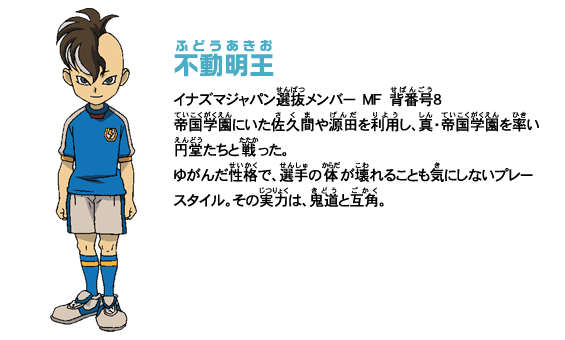 ふどうあきお
不動明王
イナズマジャパン選抜メンバー MF 背番号8
帝国学園にいた佐久間や源田を利用し、真・帝国学園を率い
円堂たちと戦った。
ゆがんだ性格で、選手の体が壊れることも気にしないプレー
スタイル。その実力は、鬼道と互角。